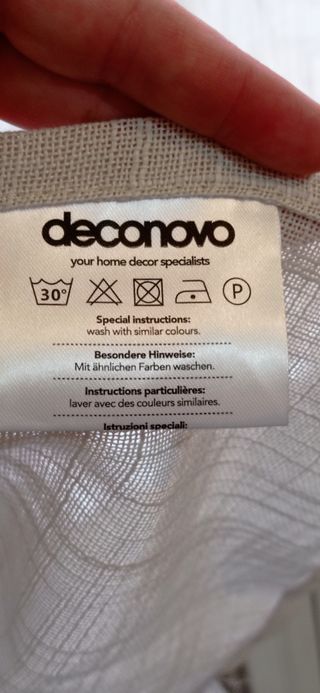 deconovo
your home decor specialists
30°
P
Special instructions:
wash with similar colours.
Besondere Hinweise:
Mit ähnlichen Farben waschen.
Instructions particulières:
laver avec des couleurs similaires.
Istruzioni speciali: